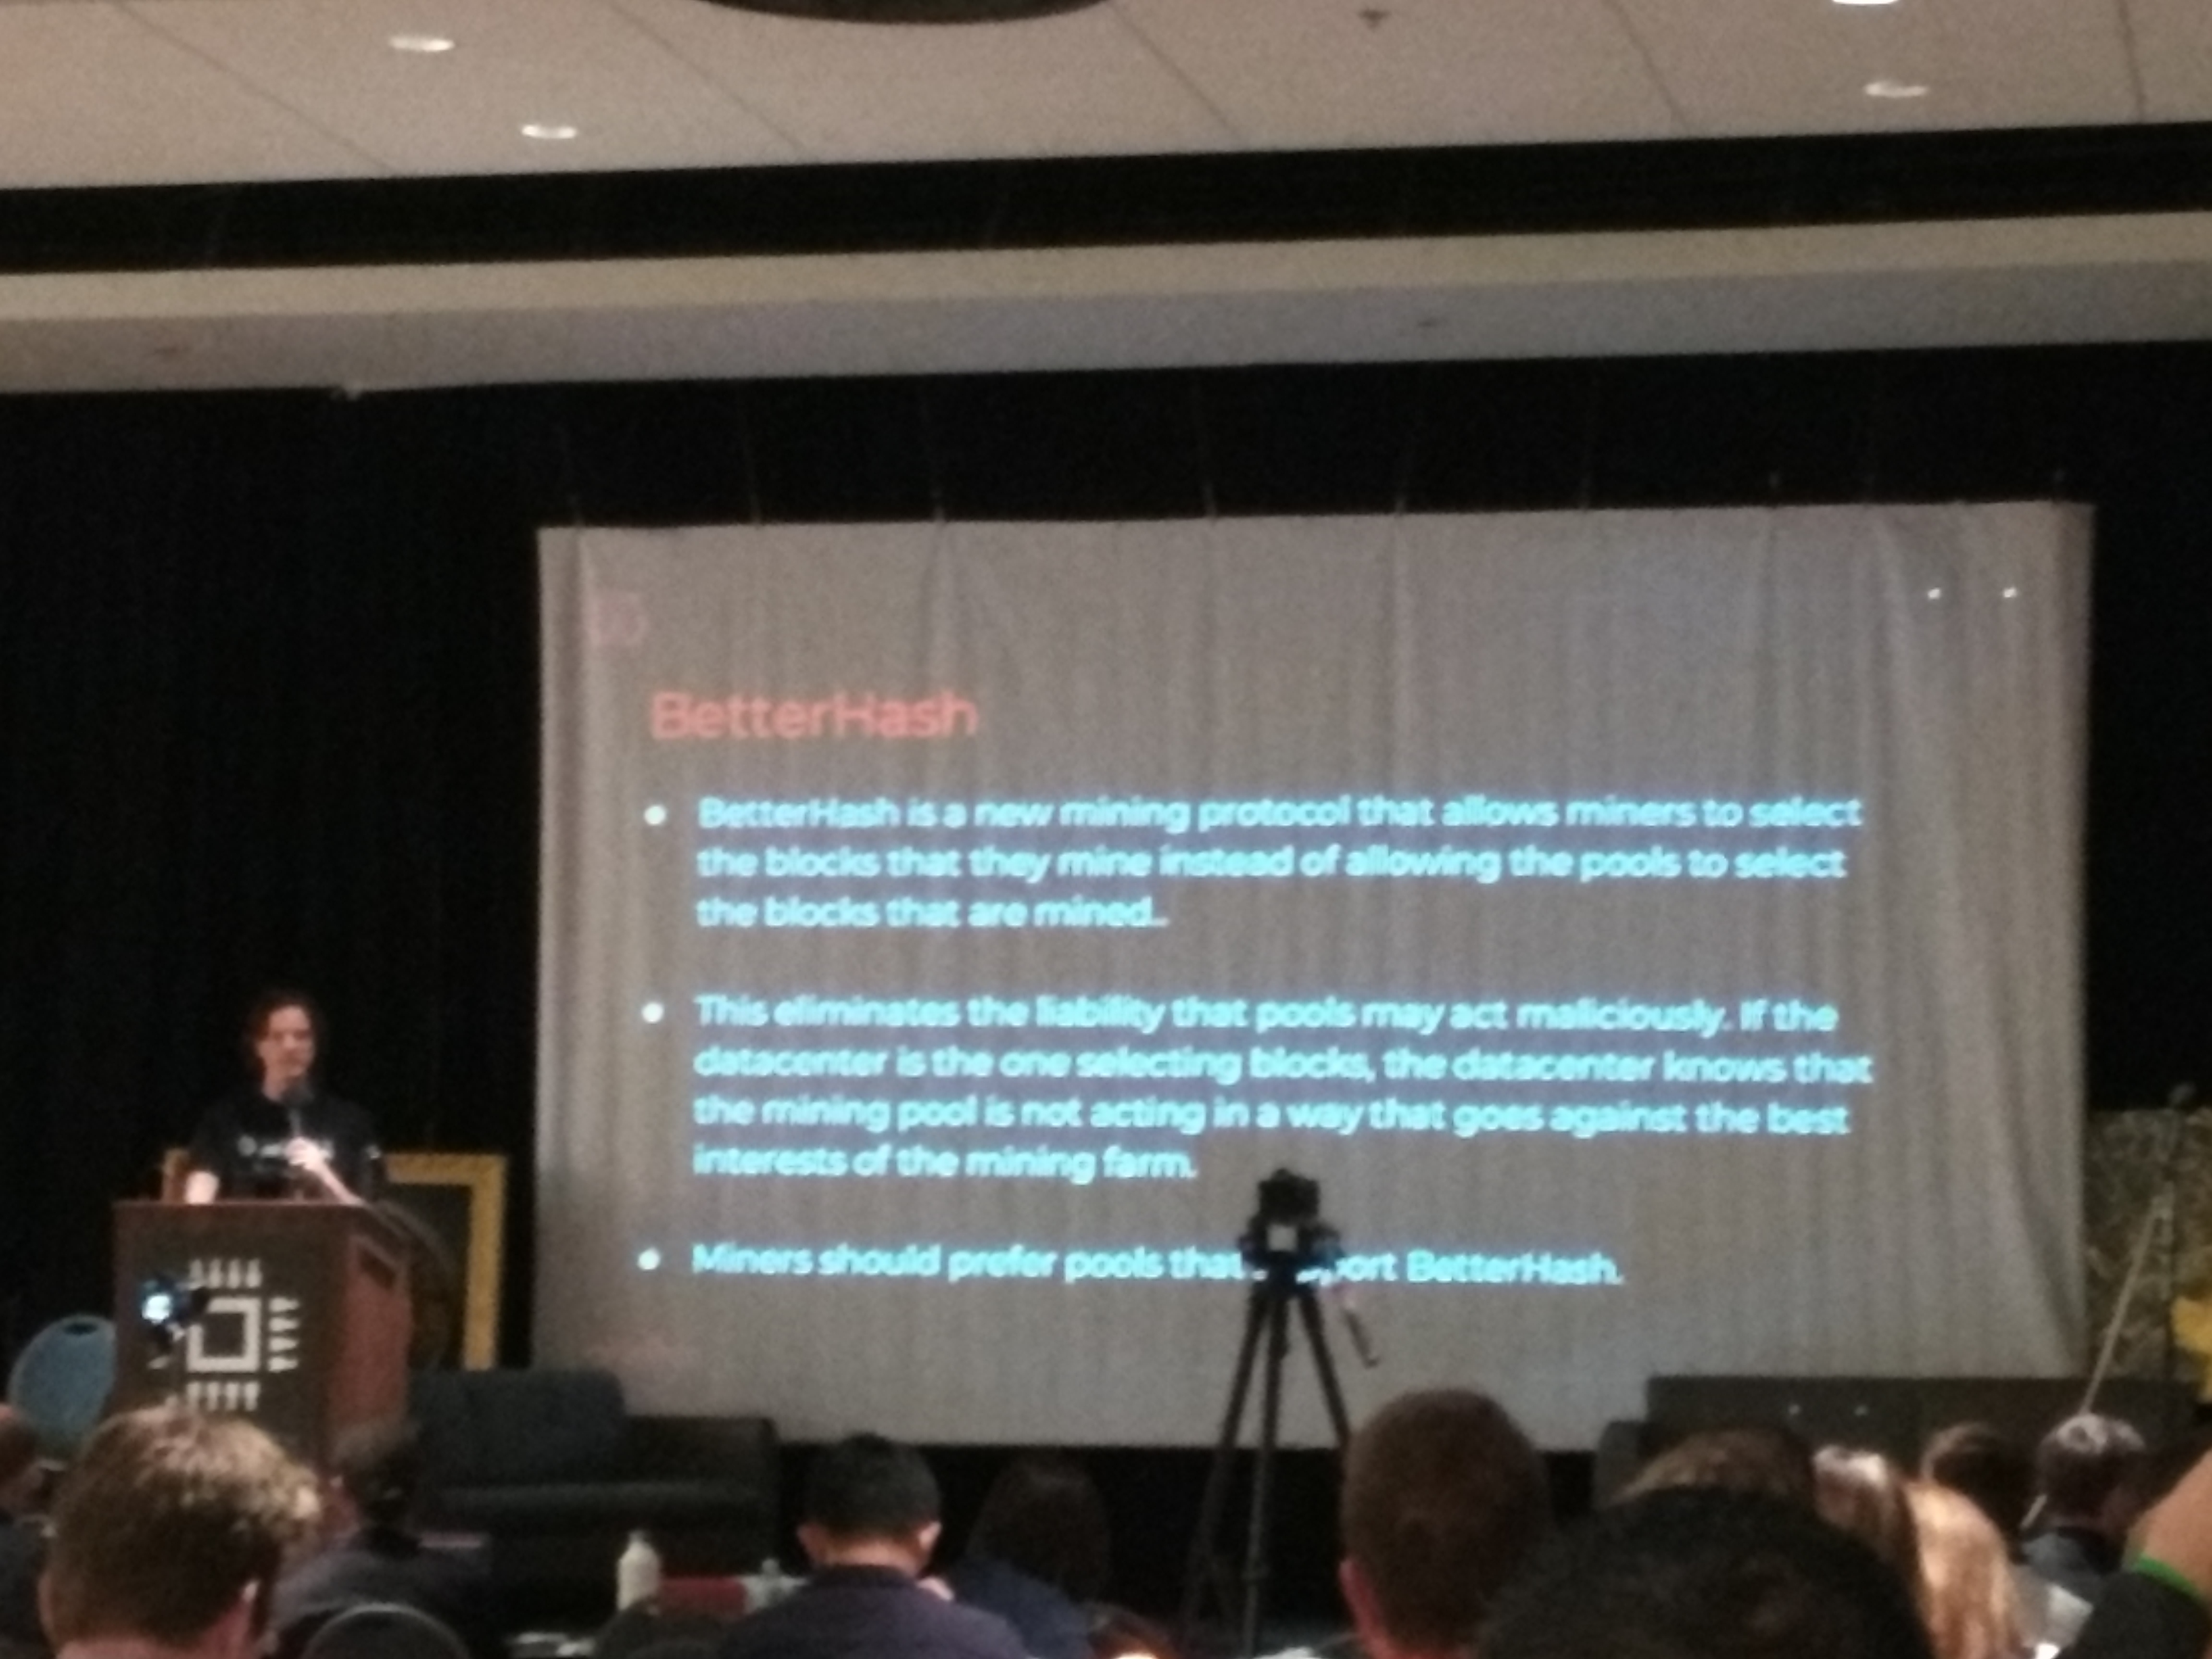 BetterHash
• BetterHash is a new mining protocol that allows miners to select
the blocks that they mine instead of allowing the pools to select
the blocks that are mined..
• This eliminates the liability that pools may act maliciously. If the
datacenter is the one selecting blocks, the datacenter knows that
the mining pool is not acting in a way that goes against the best
interests of the mining farm.
• Miners should prefer pools that BetterHash.